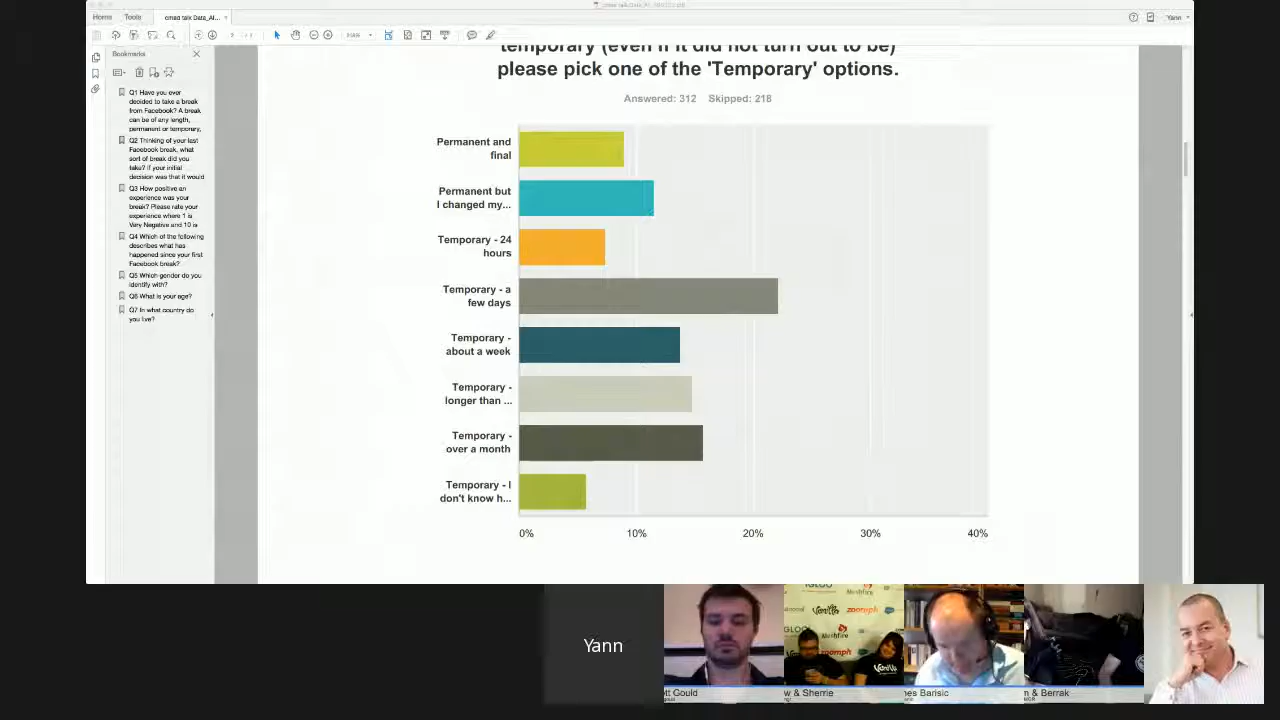 Home
Tools
Yann
Bookmarks
Q1 Have you ever
decided to take a break
from Facebook? A break
can be of any length,
permanent or temporary,
Q2 Thinking of your last
Facebook break, what
sort of break did you
take? If your initial
decision was that it would
Q3 How positive an
experience was your
break? Please rate your
experience where 1 is
Very Negative and 10 is
Q4 Which of the following
describes what has
happened since your first
Facebook break?
Q5 Which gender do you
identify with?
Q6 What is your age?
Q7 In what country do
you live?
temporary (even if it did not turn out to be)
please pick one of the 'Temporary' options.
Answered: 312 Skipped: 218
Permanent and
final
Permanent but
I changed my...
Temporary - 24
hours
Temporary - a
few days
Temporary -
about a week
Temporary -
longer than ...
Temporary -
over a month
Temporary - I
don't know h...
0% 10% 20% 30% 40%
Yann
IGLOO
Vanilla
zoomph
IGLOO
zoomph
Vanilla
tt Gould
w & Sherrie
nes Barisic
n & Berrak